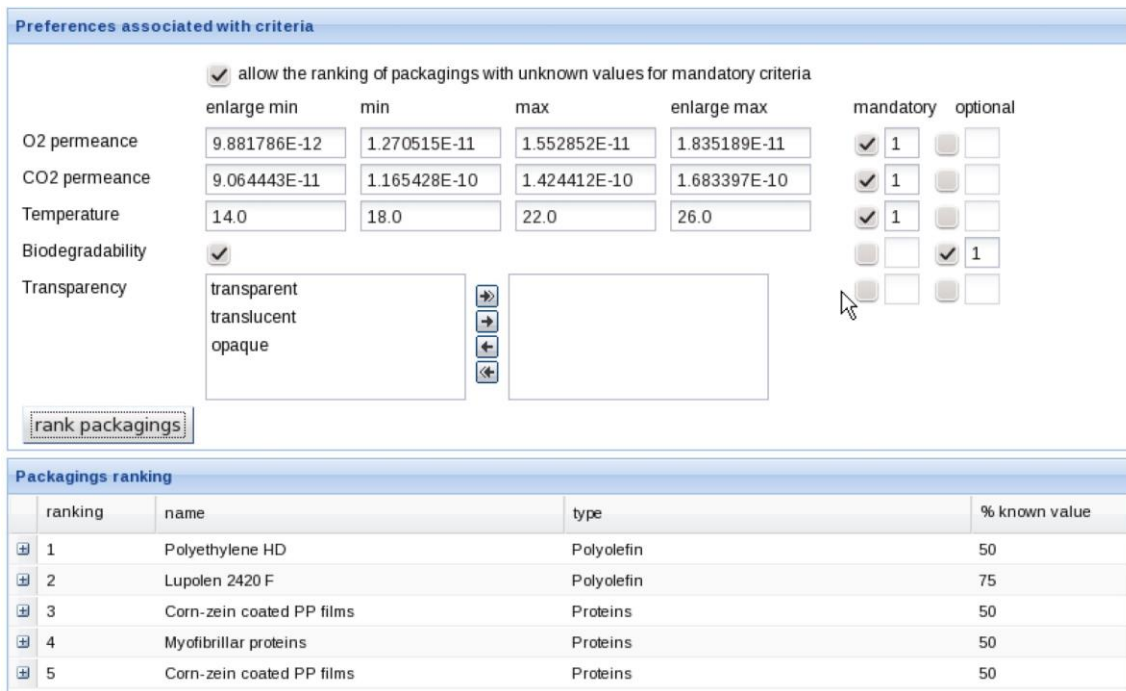 Preferences associated with criteria
allow the ranking of packagings with unknown values for mandatory criteria
enlarge min min max enlarge max mandatory optional
O2 permeance 9.881786E-12 1.270515E-11 1.552852E-11 1.835189E-11 1
CO2 permeance 9.064443E-11 1.165428E-10 1.424412E-10 1.683397E-10 1
Temperature 14.0 18.0 22.0 26.0 1
Biodegradability 1
Transparency transparent
translucent
opaque
rank packagings
Packagings ranking
ranking name type % known value
1 Polyethylene HD Polyolefin 50
2 Lupolen 2420 F Polyolefin 75
3 Corn-zein coated PP films Proteins 50
4 Myofibrillar proteins Proteins 50
5 Corn-zein coated PP films Proteins 50